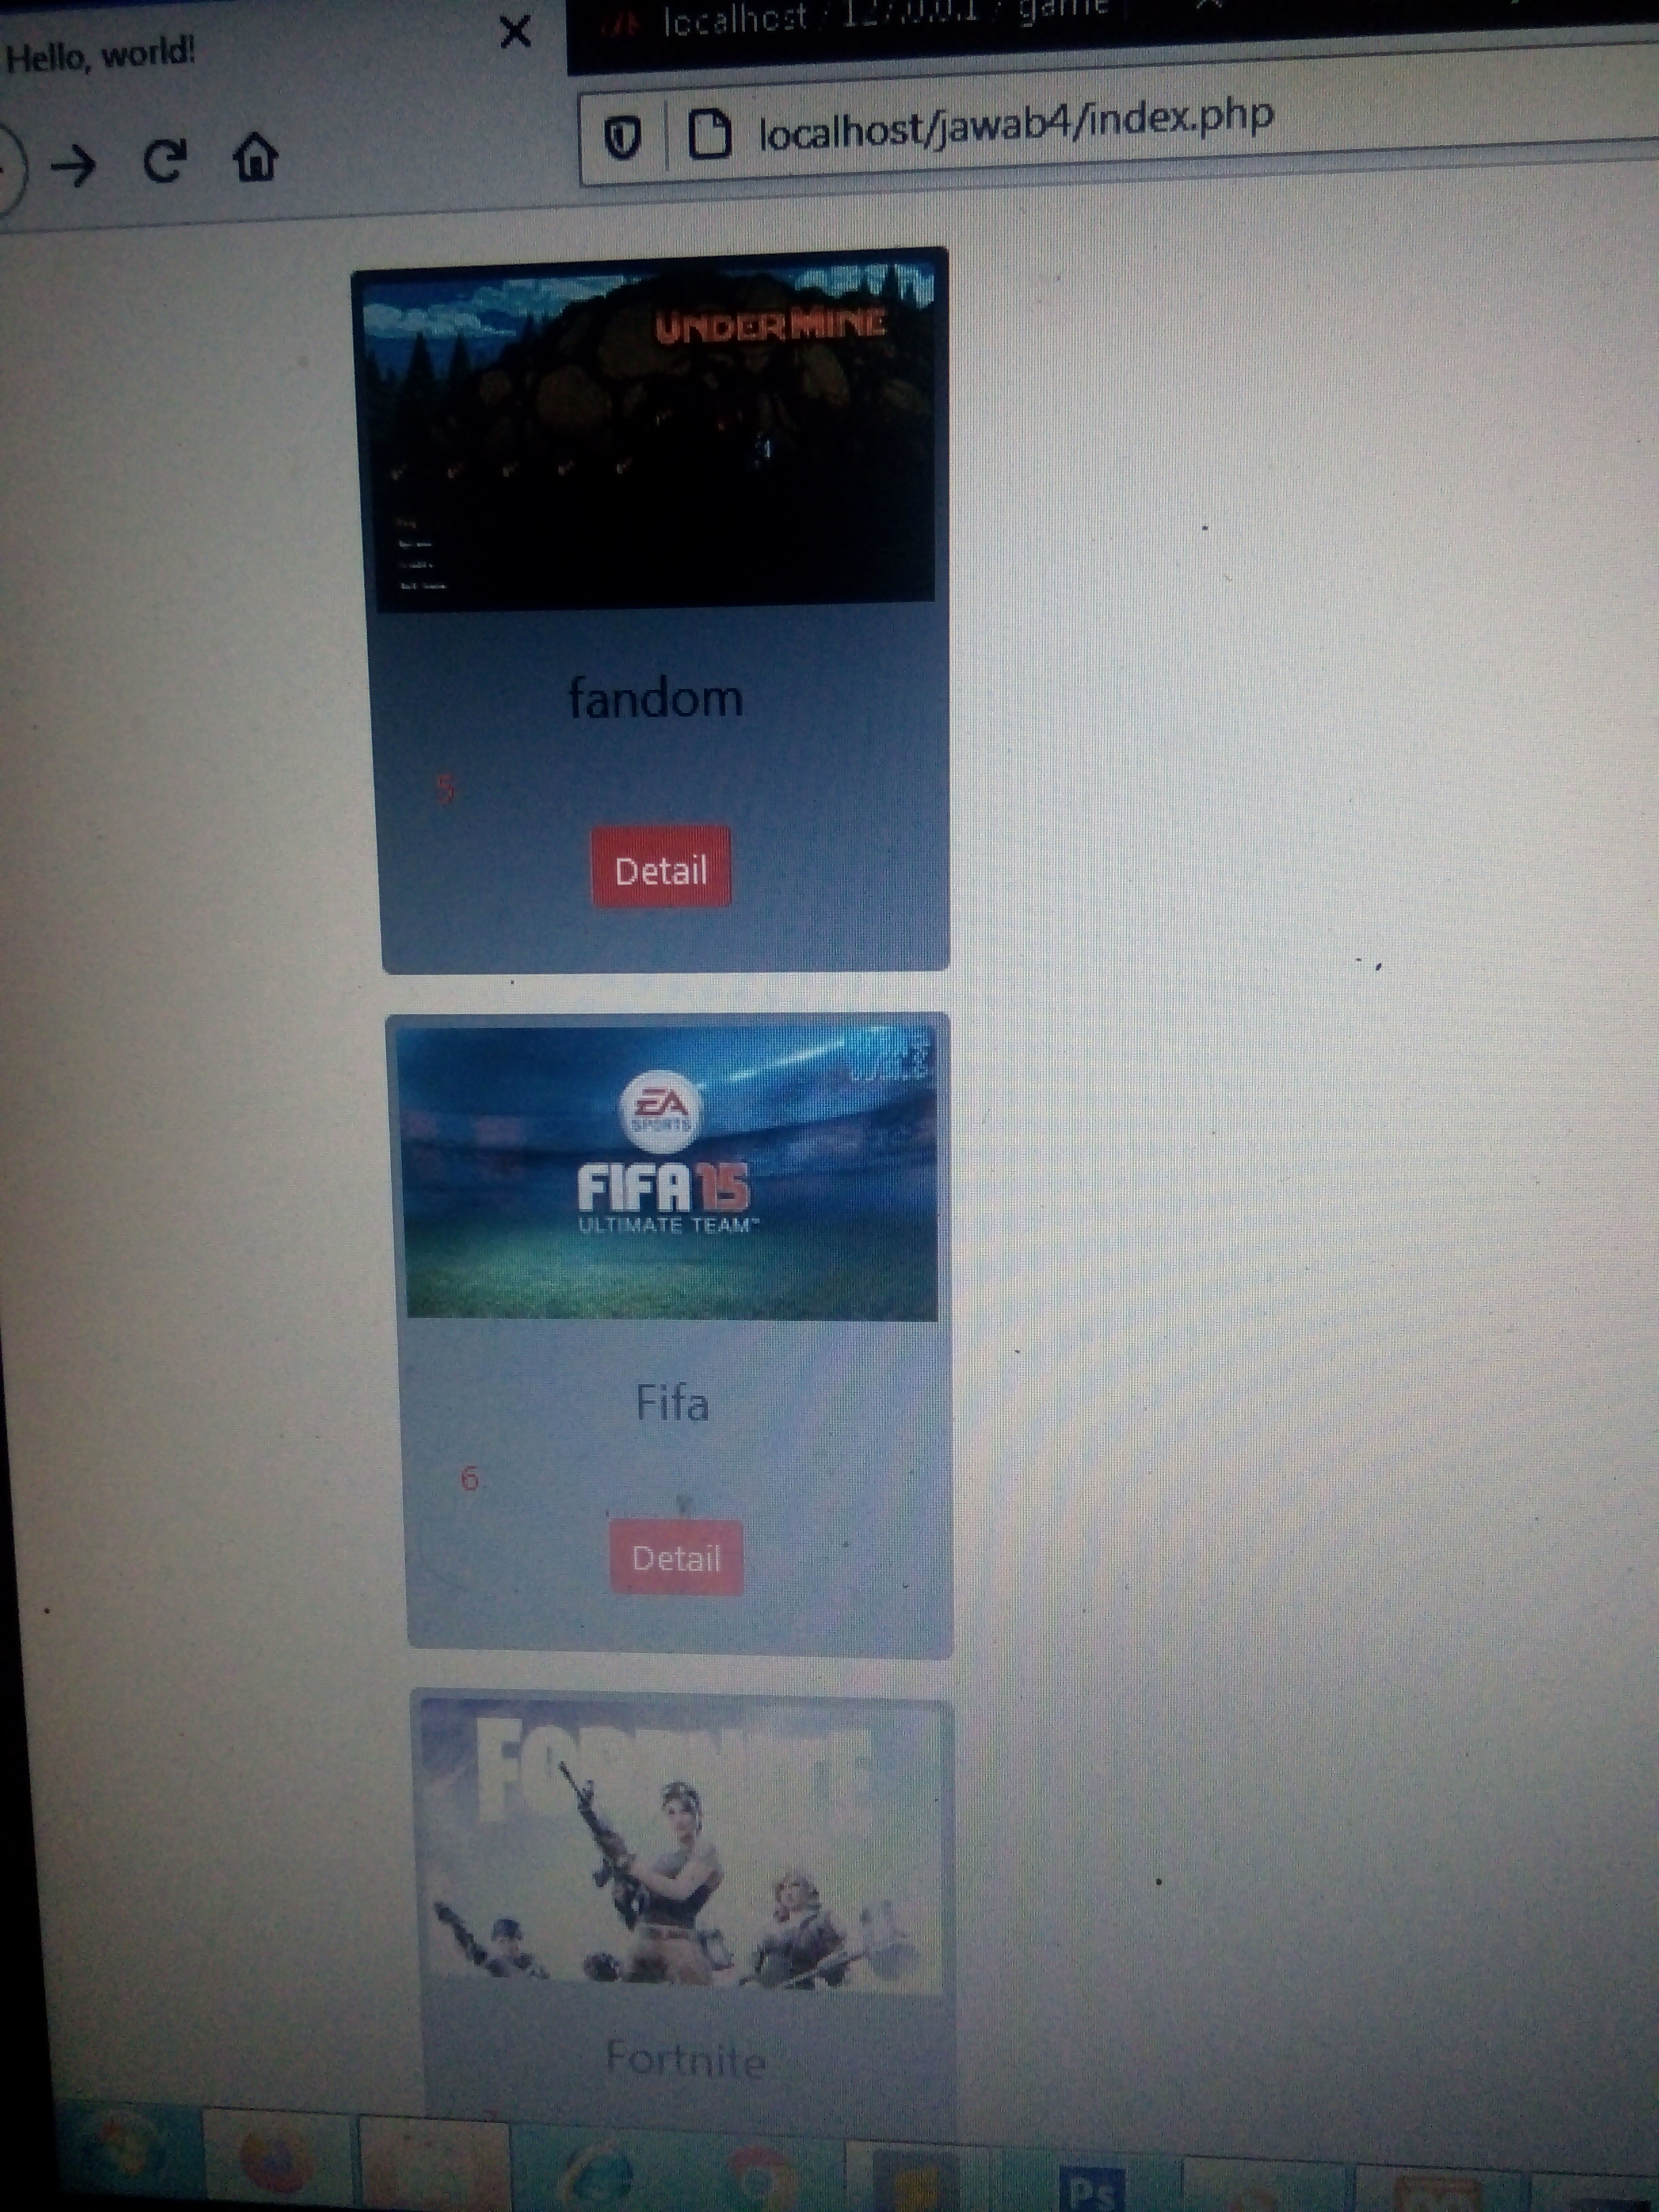 Hello, world!
localhost / 127.0.0.1 / game
localhost/jawab4/index.php
UNDERMINE
fandom
5
Detail
EA
SPORTS
FIFA 15
ULTIMATE TEAM™
Fifa
6
Detail
FORTNITE
Fortnite
Ps